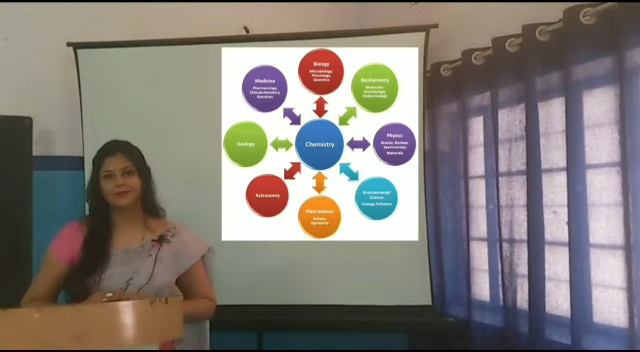 Biology
Microbiology,
Physiology,
Genetics
Biochemistry
Molecular,
Immunology,
Endocrinology
Physics
Atomic, Nuclear,
Spectroscopy
Materials
Environmental
Science
Ecology, Pollution
Plant Science
Botany,
Agronomy
Astronomy
Geology
Medicine
Pharmacology,
Clinical chemistry
Nutrition
Chemistry